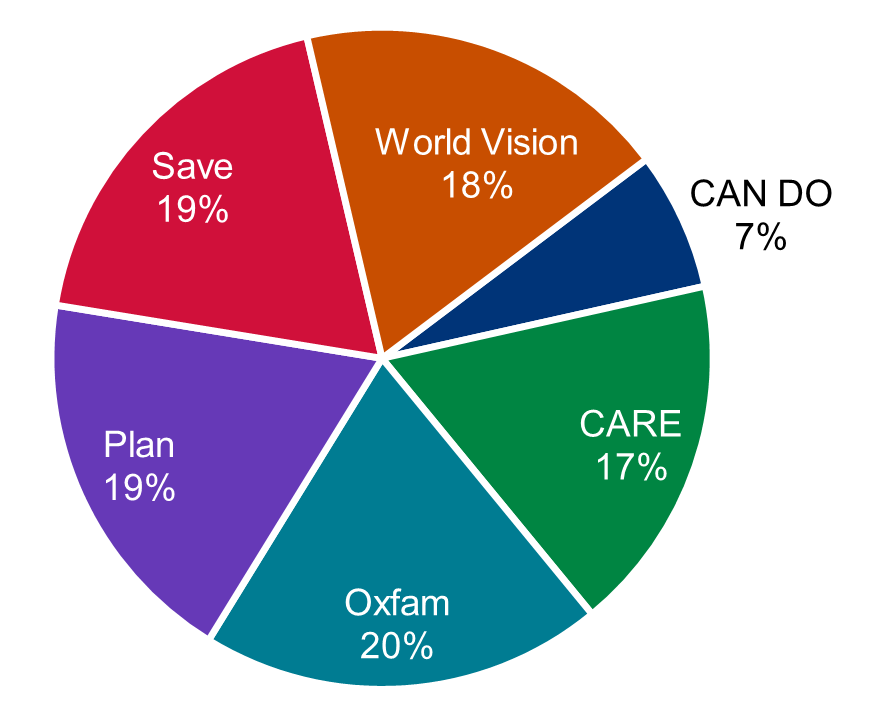 World Vision
18%
CAN DO
7%
CARE
17%
Oxfam
20%
Plan
19%
Save
19%